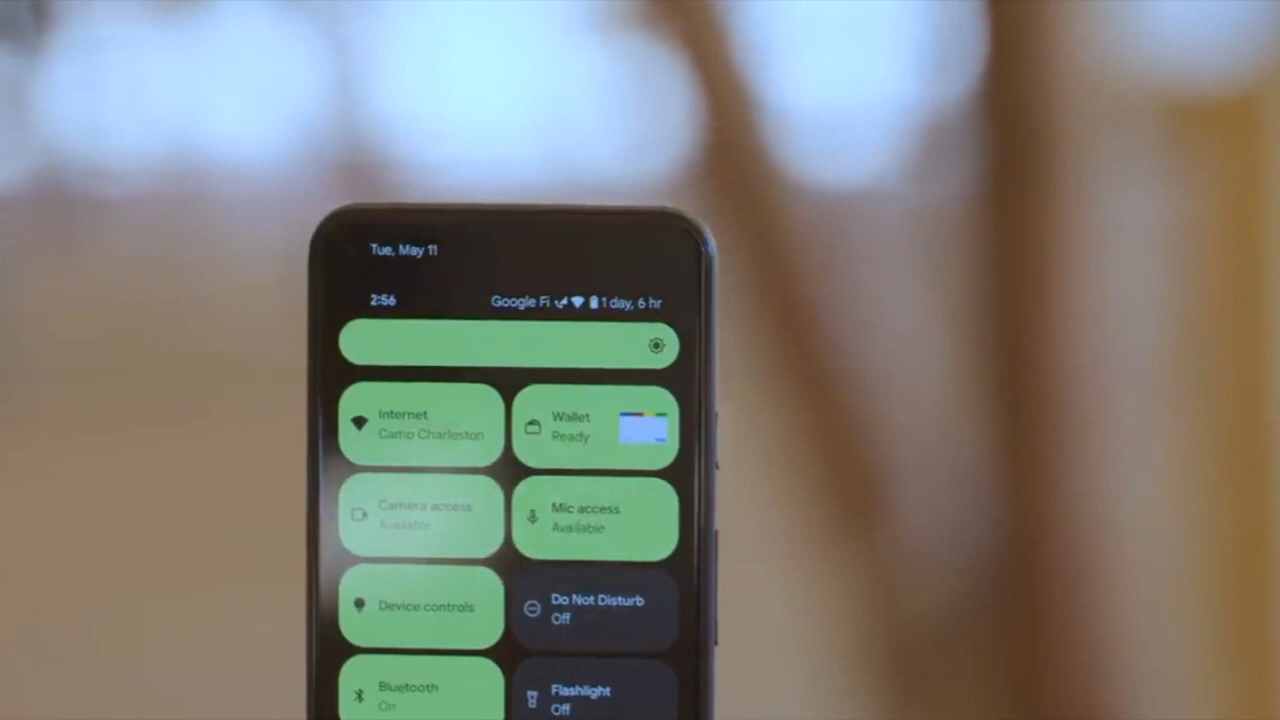 Tue, May 11
2:56
Google Fi 1 day, 6 hr
Internet
Camp Charleston
Wallet
Ready
Camera access
Available
Mic access
Available
Device controls
Do Not Disturb
Off
Bluetooth
On
Flashlight
Off